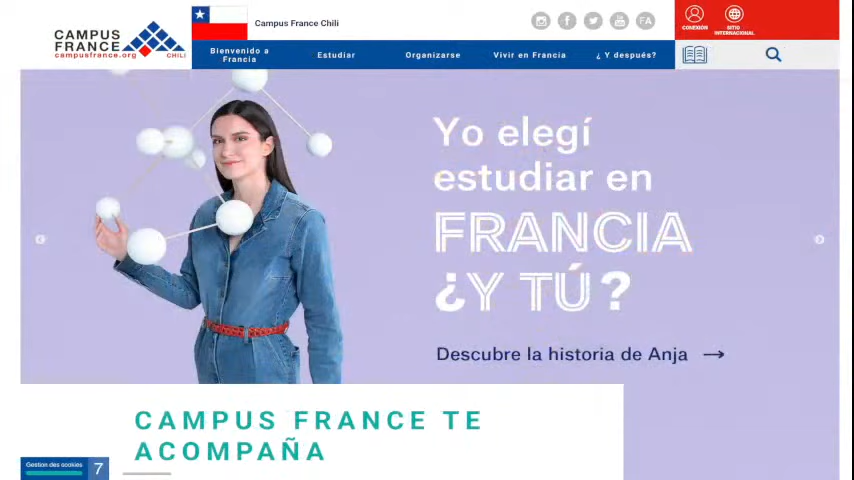 CAMPUS
FRANCE
campusfrance.org
CHILI
Campus France Chili
FA
CONEXIÓN
SITIO
INTERNACIONAL
Bienvenido a
Francia
Estudiar
Organizarse
Vivir en Francia
¿ Y después?
Yo elegí
estudiar en
FRANCIA
¿Y TÚ?
Descubre la historia de Anja
CAMPUS FRANCE TE
ACOMPAÑA
Gestion des cookies
7